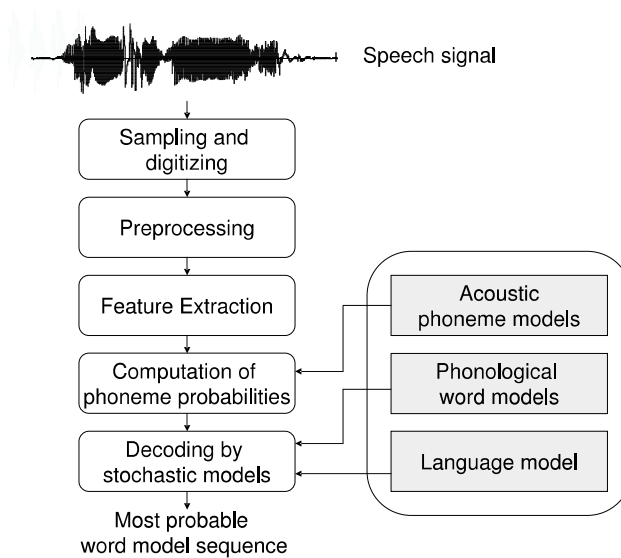 Speech signal
Sampling and
digitizing
Preprocessing
Feature Extraction
Acoustic
phoneme models
Computation of
phoneme probabilities
Phonological
word models
Decoding by
stochastic models
Language model
Most probable
word model sequence